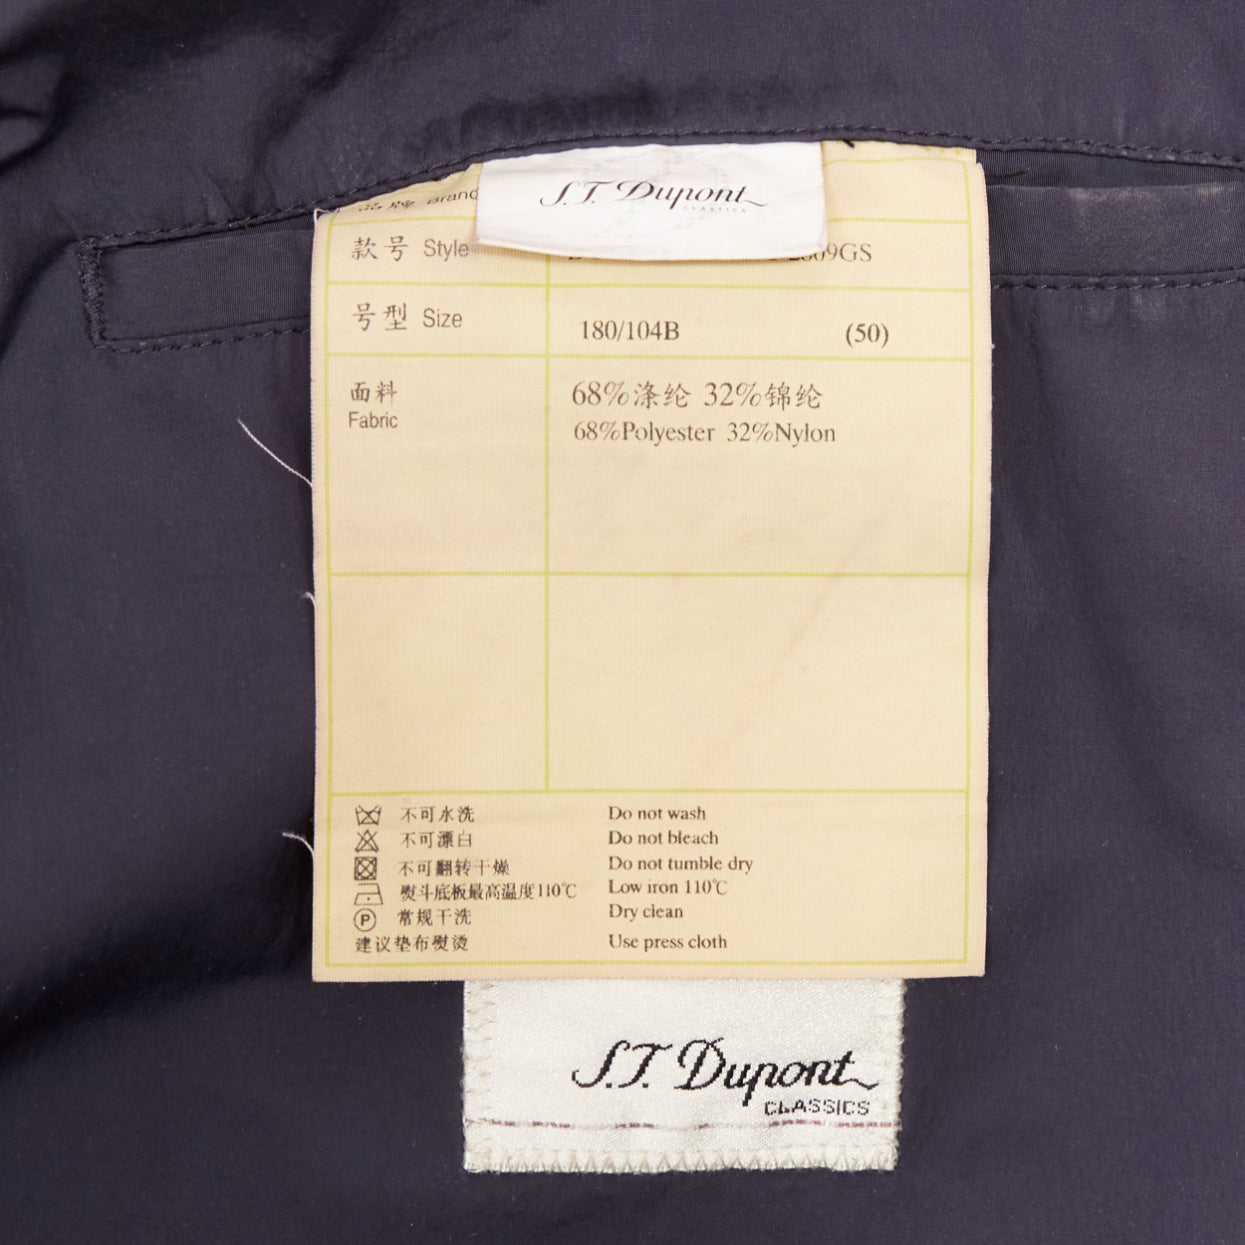 S.T. Dupont
CLASSICS
品牌 Brand
款号 Style
号型 Size 180/104B (50)
面料 68%涤纶 32%锦纶
Fabric 68%Polyester 32%Nylon
不可水洗 Do not wash
不可漂白 Do not bleach
不可翻转干燥 Do not tumble dry
熨斗底板最高温度110℃ Low iron 110℃
P 常规干洗 Dry clean
建议垫布熨烫 Use press cloth
S.T. Dupont
CLASSICS